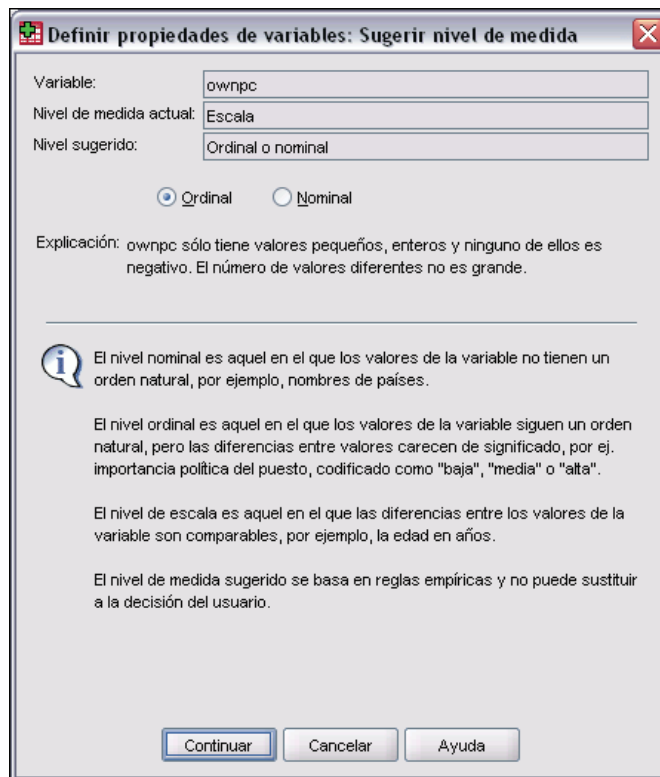 Definir propiedades de variables: Sugerir nivel de medida
Variable: ownpc
Nivel de medida actual: Escala
Nivel sugerido: Ordinal o nominal
Ordinal Nominal
Explicación: ownpc sólo tiene valores pequeños, enteros y ninguno de ellos es
negativo. El número de valores diferentes no es grande.
El nivel nominal es aquel en el que los valores de la variable no tienen un
orden natural, por ejemplo, nombres de países.
El nivel ordinal es aquel en el que los valores de la variable siguen un orden
natural, pero las diferencias entre valores carecen de significado, por ej.
importancia política del puesto, codificado como "baja", "media" o "alta".
El nivel de escala es aquel en el que las diferencias entre los valores de la
variable son comparables, por ejemplo, la edad en años.
El nivel de medida sugerido se basa en reglas empíricas y no puede sustituir
a la decisión del usuario.
Continuar Cancelar Ayuda